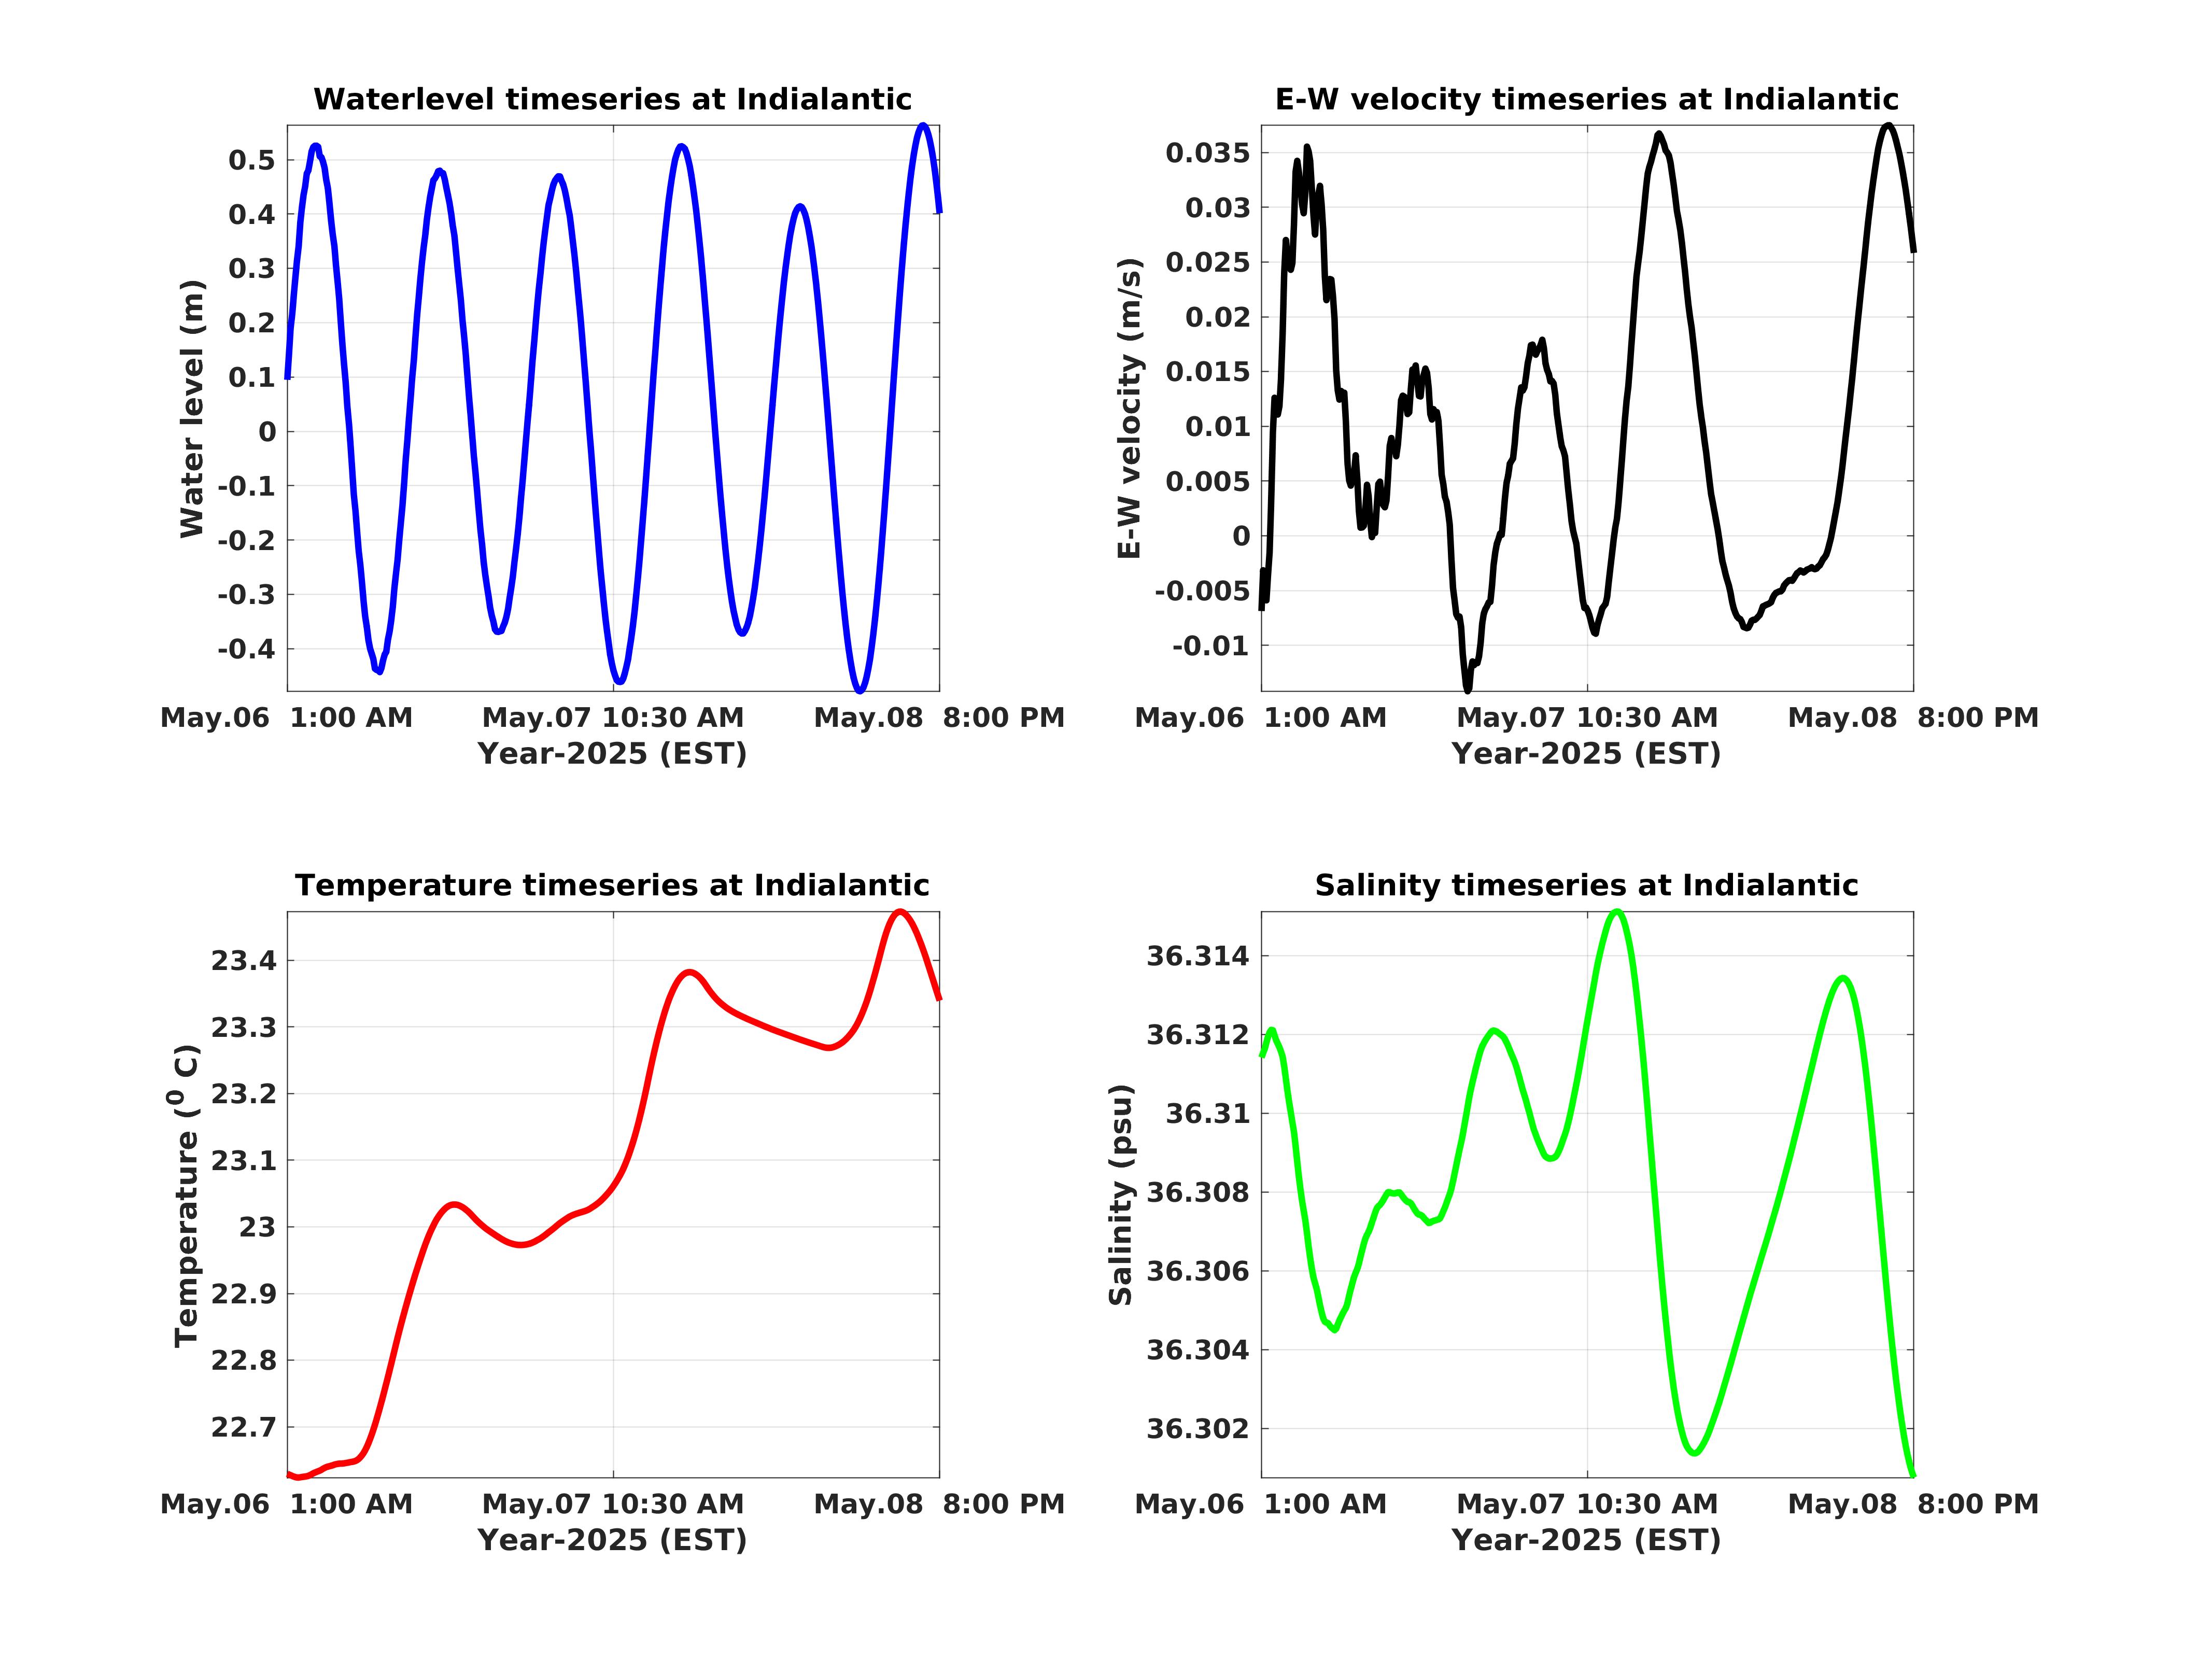 Waterlevel timeseries at Indialantic
0.5
0.4
0.3
0.2
0.1
0
-0.1
-0.2
-0.3
-0.4
Water level (m)
May.06 1:00 AM
May.07 10:30 AM
May.08 8:00 PM
Year-2025 (EST)
E-W velocity timeseries at Indialantic
0.035
0.03
0.025
0.02
0.015
0.01
0.005
0
-0.005
-0.01
E-W velocity (m/s)
May.06 1:00 AM
May.07 10:30 AM
May.08 8:00 PM
Year-2025 (EST)
Temperature timeseries at Indialantic
23.4
23.3
23.2
23.1
23
22.9
22.8
22.7
Temperature (⁰ C)
May.06 1:00 AM
May.07 10:30 AM
May.08 8:00 PM
Year-2025 (EST)
Salinity timeseries at Indialantic
36.314
36.312
36.31
36.308
36.306
36.304
36.302
Salinity (psu)
May.06 1:00 AM
May.07 10:30 AM
May.08 8:00 PM
Year-2025 (EST)